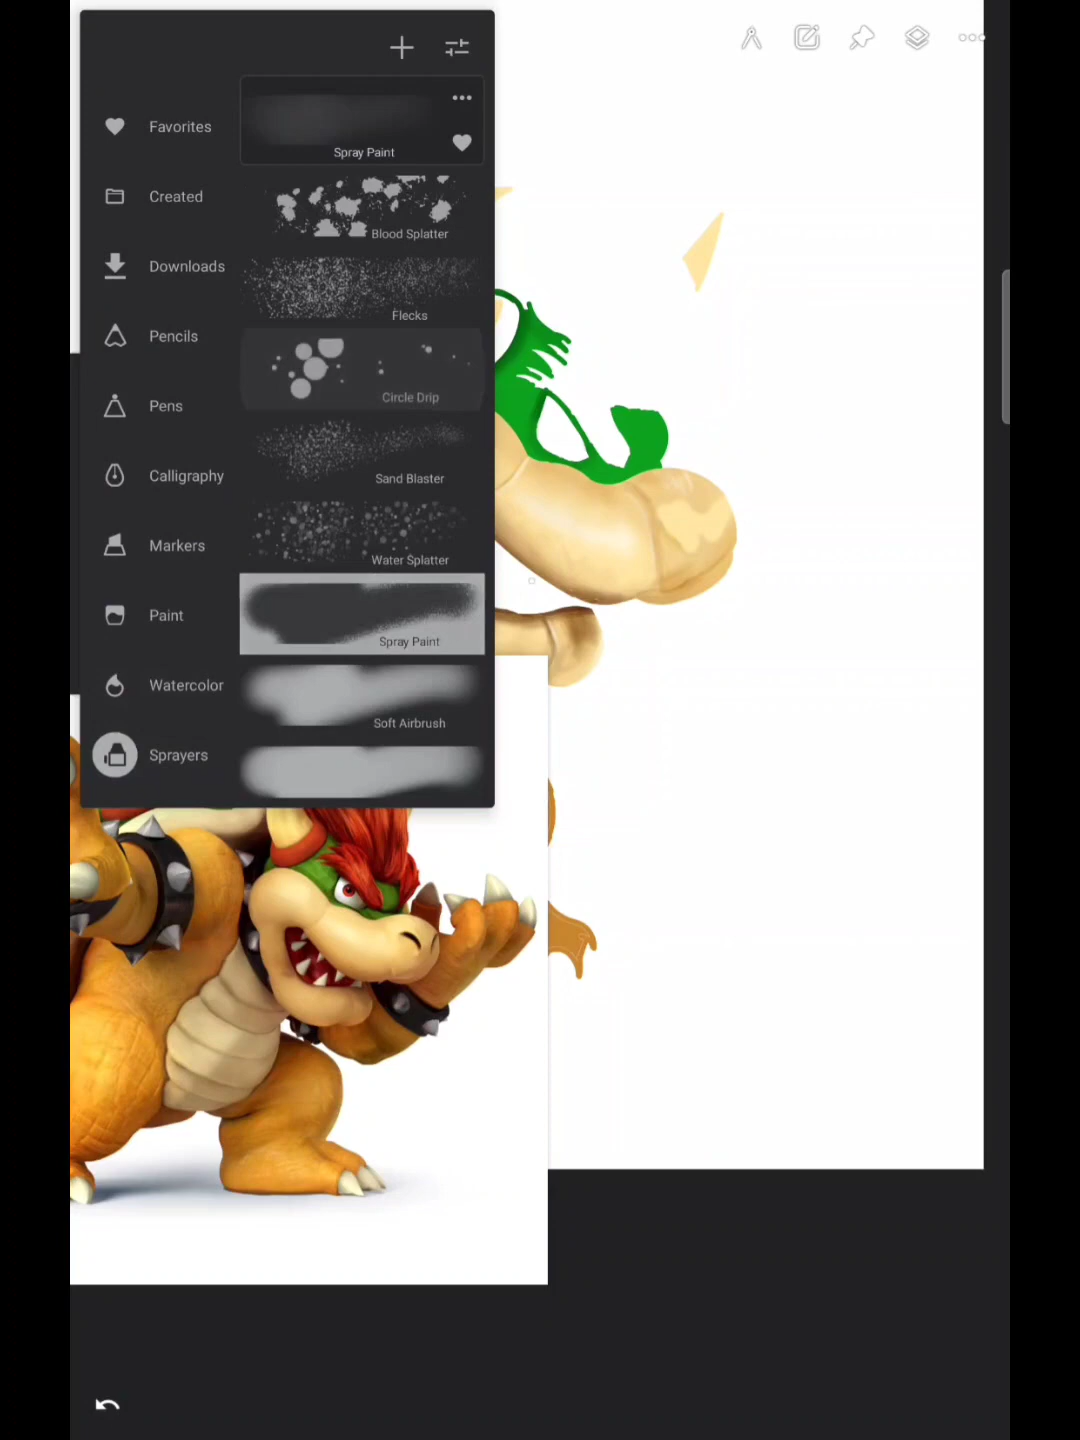 Favorites
Created
Downloads
Pencils
Pens
Calligraphy
Markers
Paint
Watercolor
Sprayers
Spray Paint
Blood Splatter
Flecks
Circle Drip
Sand Blaster
Water Splatter
Spray Paint
Soft Airbrush